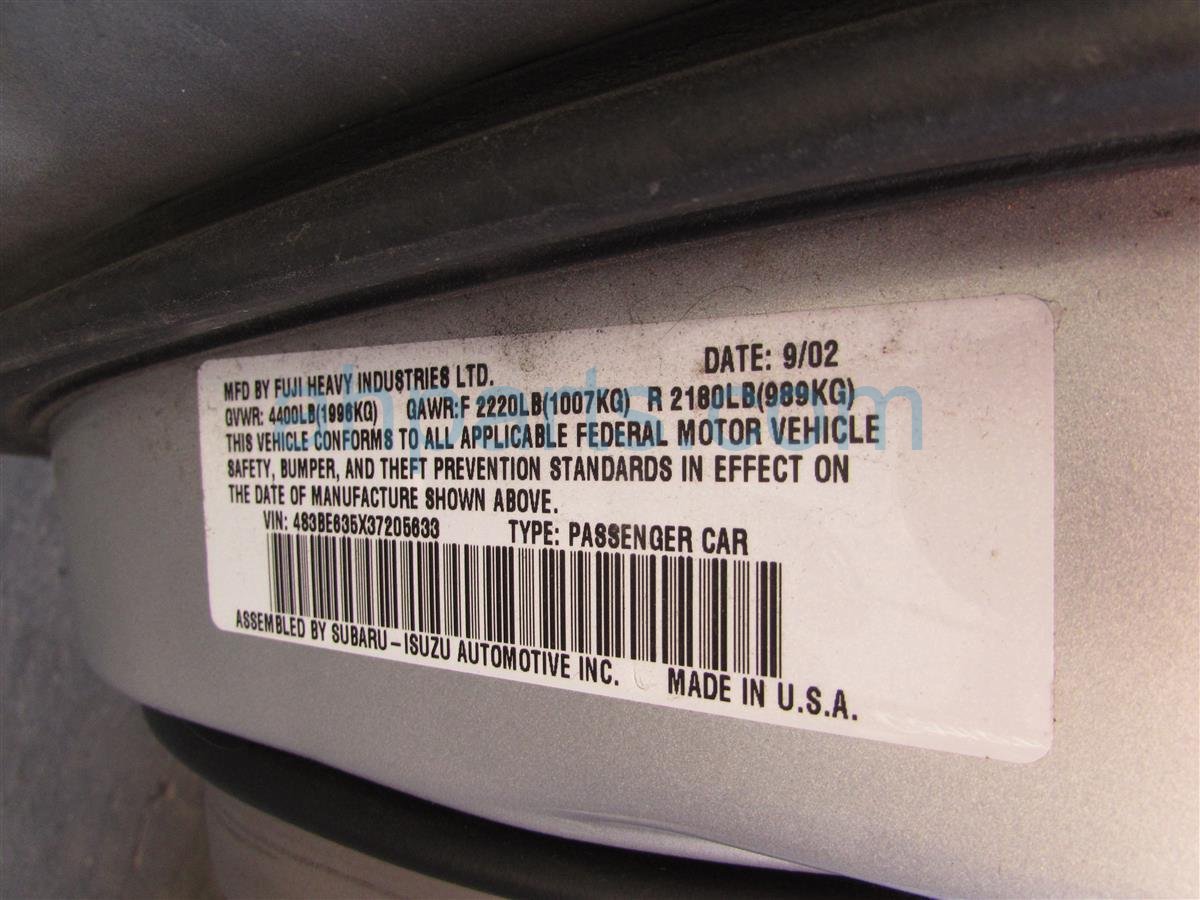 MFD BY FUJI HEAVY INDUSTRIES LTD. DATE: 9/02
GVWR: 4400LB(1996KG) GAWR:F 2220LB(1007KG) R 2180LB(989KG)
THIS VEHICLE CONFORMS TO ALL APPLICABLE FEDERAL MOTOR VEHICLE
SAFETY, BUMPER, AND THEFT PREVENTION STANDARDS IN EFFECT ON
THE DATE OF MANUFACTURE SHOWN ABOVE.
VIN: 4S3BE635X37205633 TYPE: PASSENGER CAR
ASSEMBLED BY SUBARU-ISUZU AUTOMOTIVE INC. MADE IN U.S.A.
ahparts.com